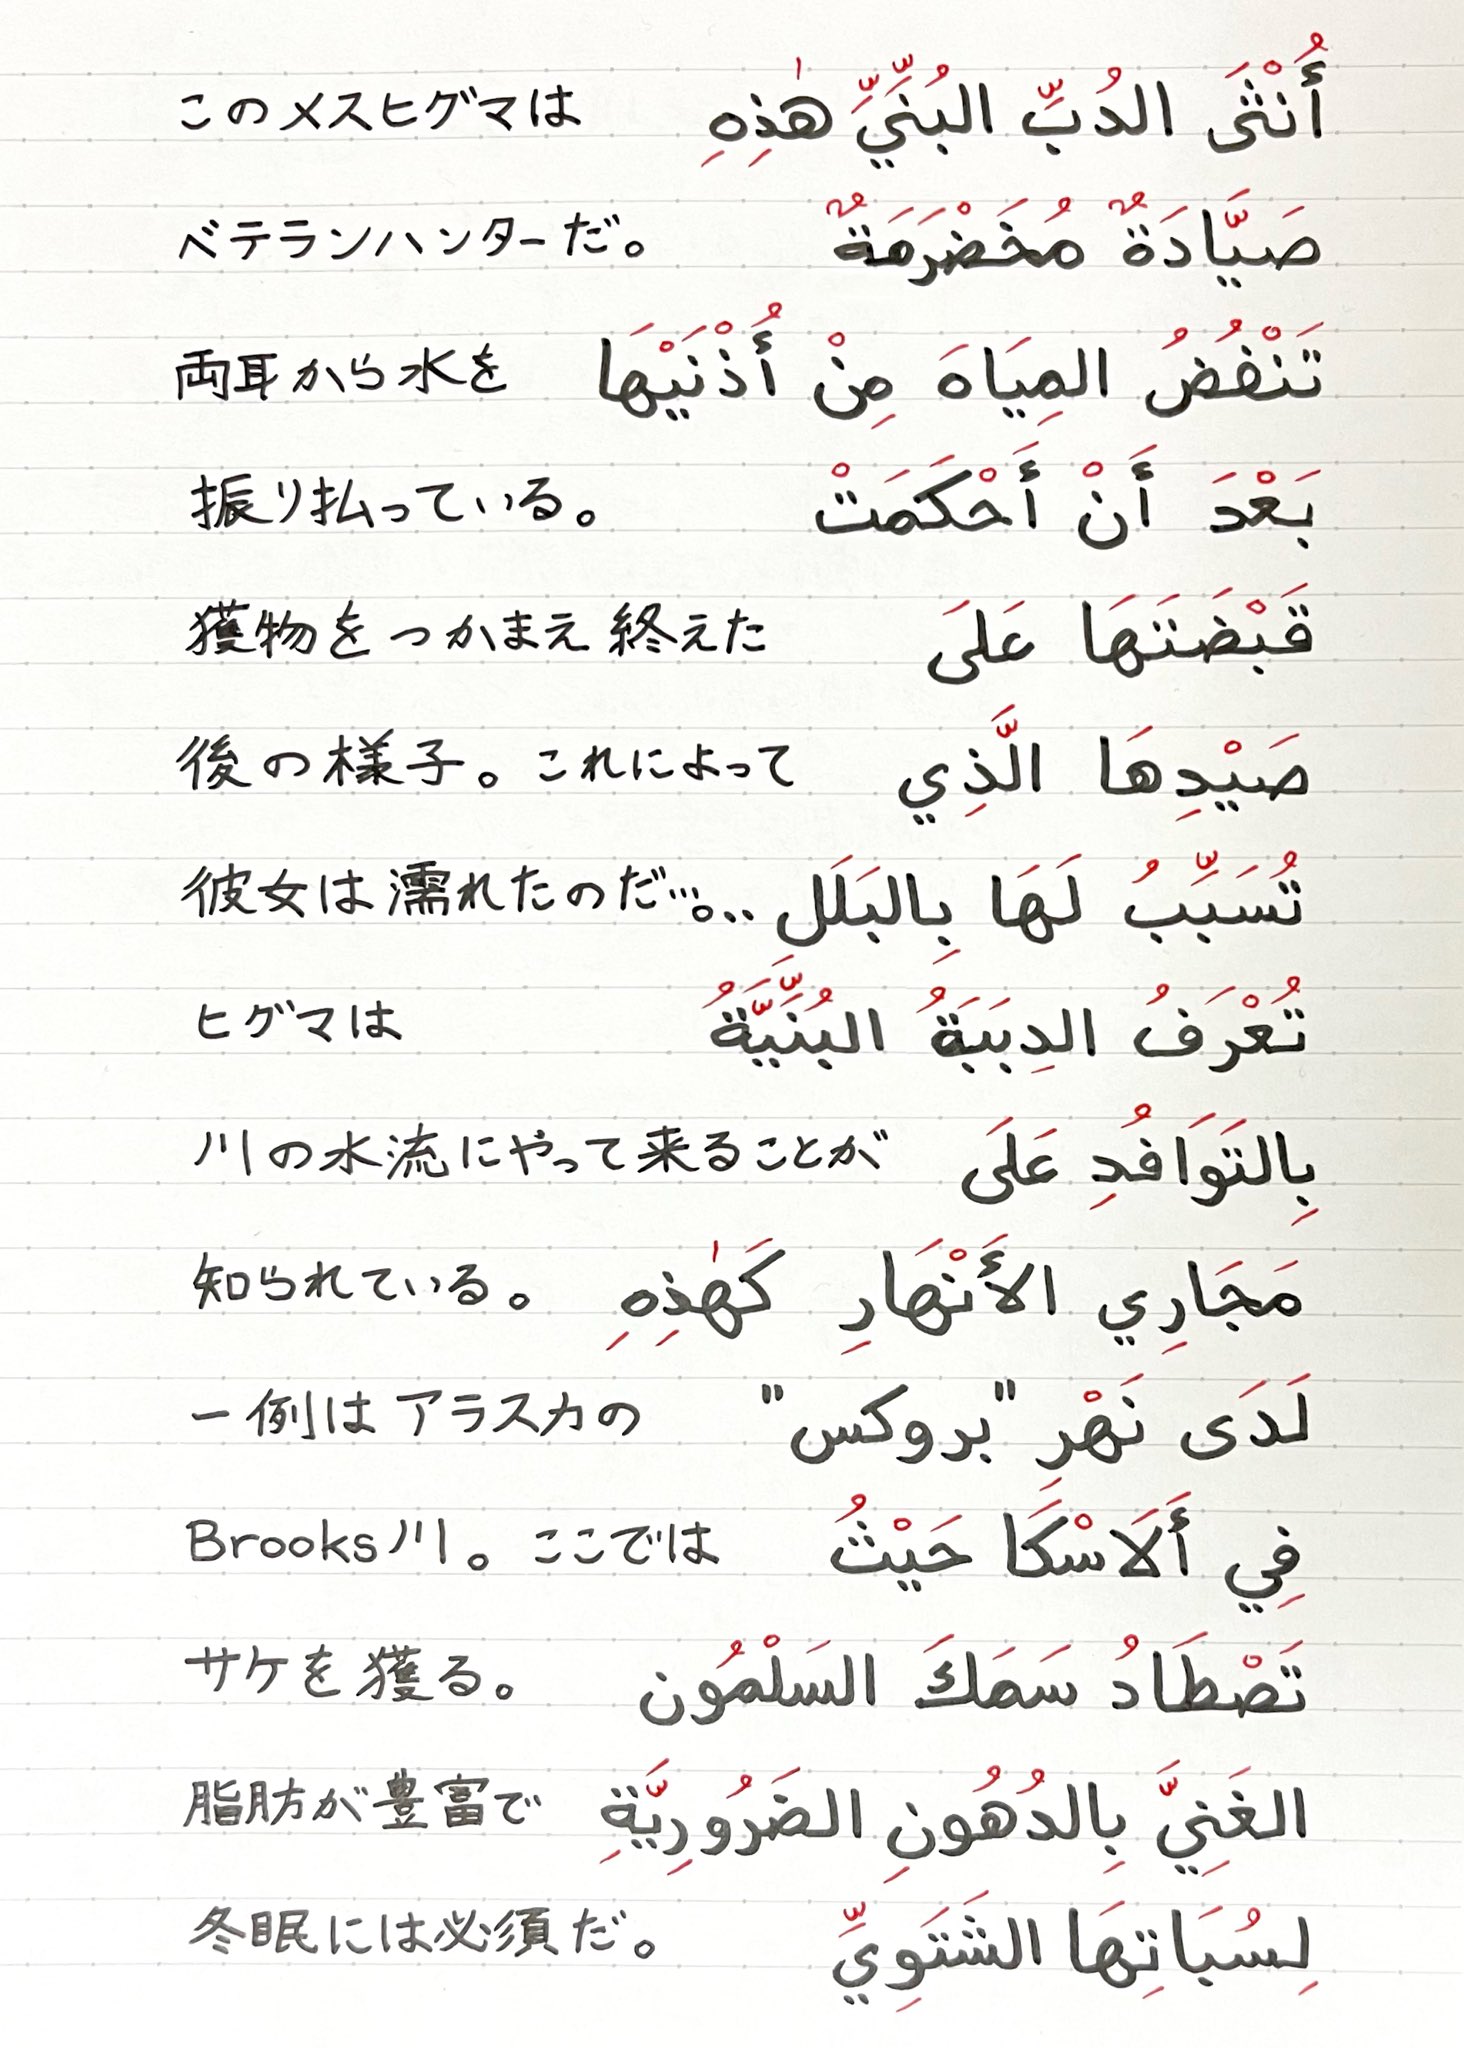 このメスヒグマは أُنْثَى الدُبِّ البُنِّيِّ هٰذِهِ
ベテランハンターだ。 صَيَّادَةٌ مُخَضْرَمَةٌ
両耳から水を تَنْفُضُ المِيَاهَ مِنْ أُذْنَيْهَا
振り払っている。 بَعْدَ أَنْ أَحْكَمَتْ
獲物をつかまえ終えた قَبْضَتَهَا عَلَى
後の様子。これによって صَيْدِهَا الَّذِي
彼女は濡れたのだ…。 تُسَبِّبُ لَهَا بِالبَلَلِ..
ヒグマは تُعْرَفُ الدِبَبَةُ البُنِّيَّةُ
川の水流にやって来ることが بِالتَوَافُدِ عَلَى
知られている。 مَجَارِي الأَنْهَارِ كَهٰذِهِ
一例はアラスカの لَدَى نَهْرِ "بروكس"
Brooks川。ここでは فِي أَلَاسْكَا حَيْثُ
サケを獲る。 تَصْطَادُ سَمَكَ السَلْمُون
脂肪が豊富で الغَنِيَّ بِالدُهُونِ الضَرُورِيَّةِ
冬眠には必須だ。 لِسُبَاتِهَا الشَتَوِيِّ